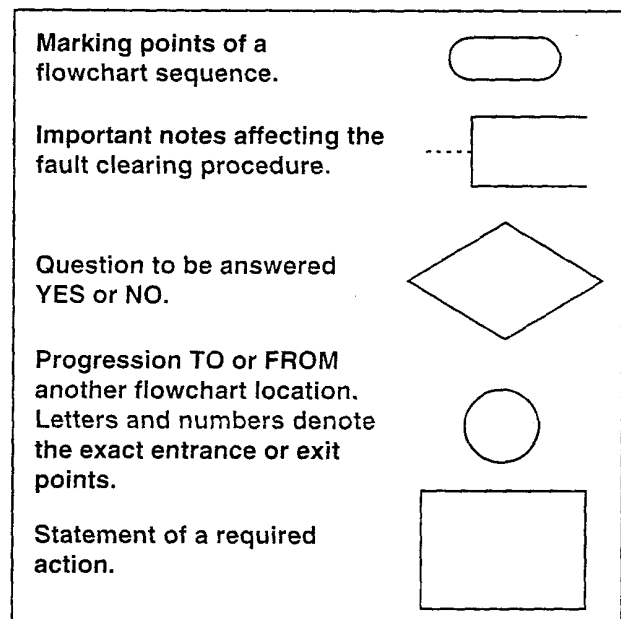 Marking points of a
flowchart sequence.
Important notes affecting the
fault clearing procedure.
Question to be answered
YES or NO.
Progression TO or FROM
another flowchart location.
Letters and numbers denote
the exact entrance or exit
points.
Statement of a required
action.